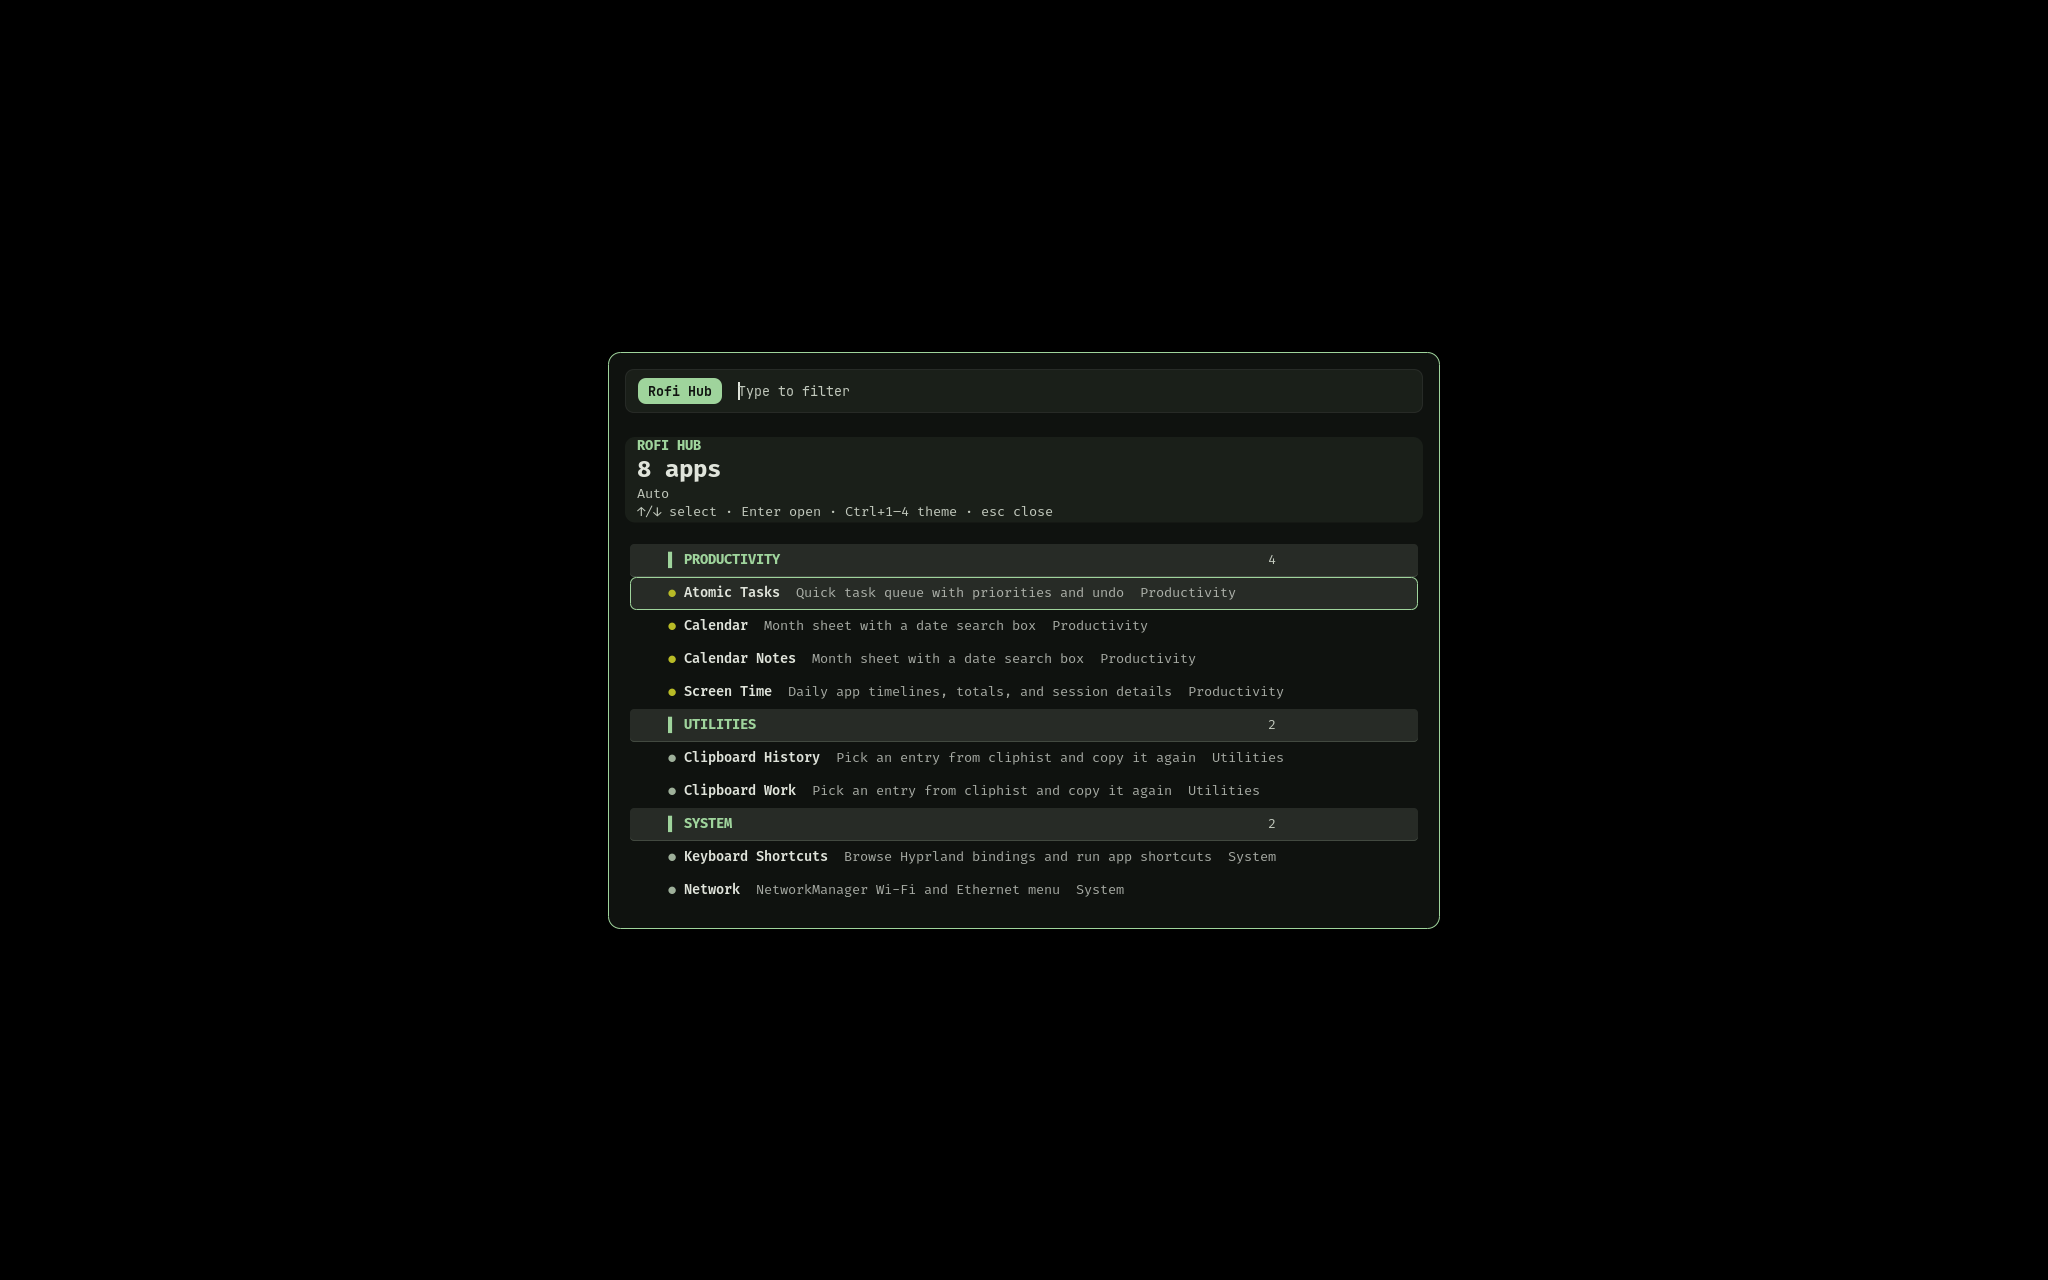 Rofi Hub Type to filter
ROFI HUB
8 apps
Auto
↑/↓ select · Enter open · Ctrl+1–4 theme · esc close
PRODUCTIVITY 4
Atomic Tasks Quick task queue with priorities and undo Productivity
Calendar Month sheet with a date search box Productivity
Calendar Notes Month sheet with a date search box Productivity
Screen Time Daily app timelines, totals, and session details Productivity
UTILITIES 2
Clipboard History Pick an entry from cliphist and copy it again Utilities
Clipboard Work Pick an entry from cliphist and copy it again Utilities
SYSTEM 2
Keyboard Shortcuts Browse Hyprland bindings and run app shortcuts System
Network NetworkManager Wi-Fi and Ethernet menu System